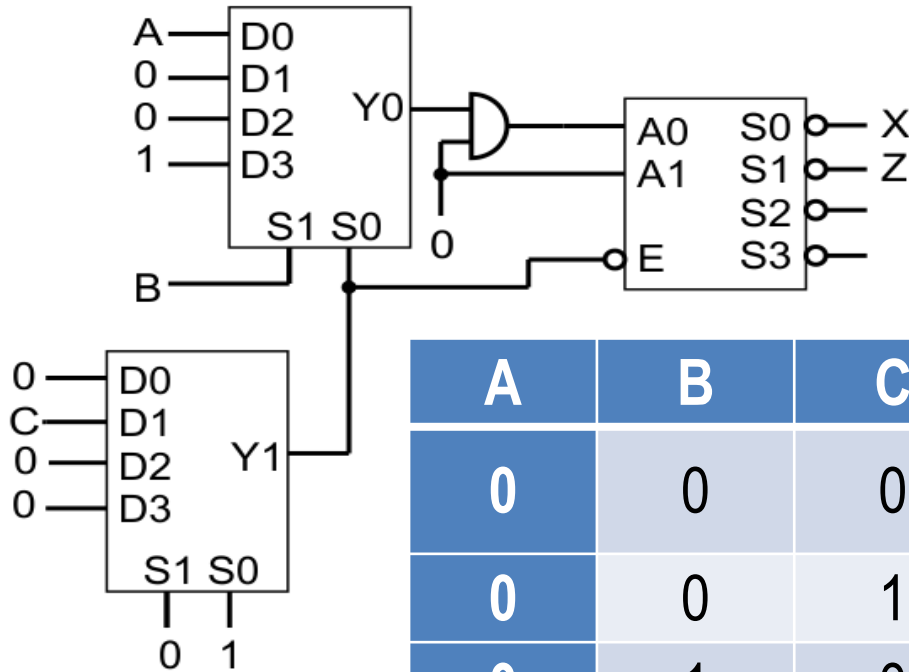 A D0
0 D1
0 D2
1 D3
Y0
S1 S0
B
0
A0 S0 X
A1 S1 Z
S2
E S3
0 D0
C D1
0 D2
0 D3
Y1
S1 S0
0 1
A B C
0 0 0
0 0 1